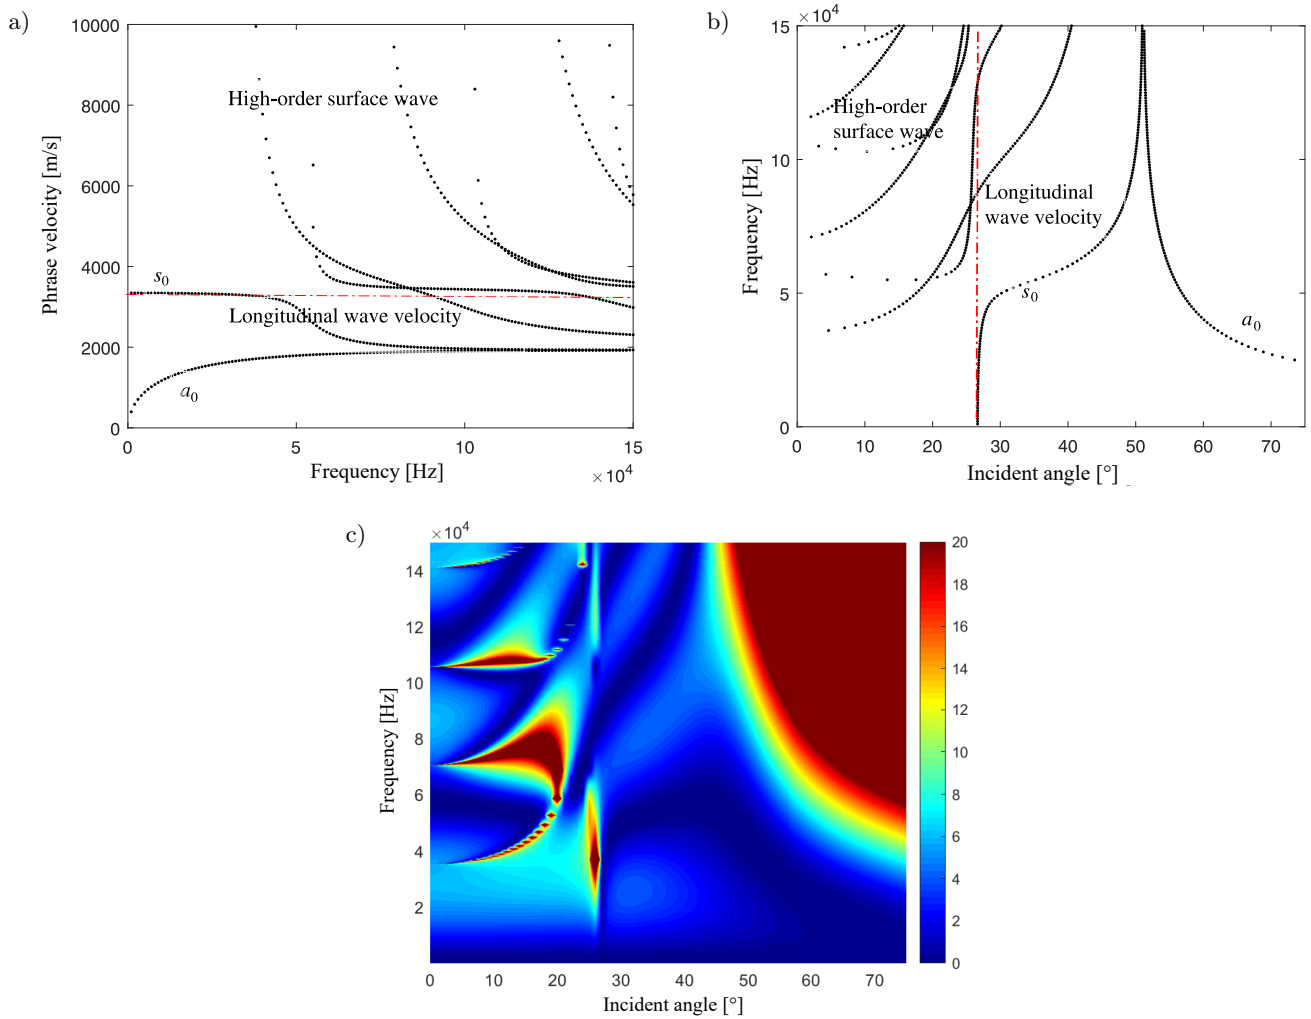 a)
10000
8000
6000
4000
2000
0
Phrase velocity [m/s]
High-order surface wave
s0
Longitudinal wave velocity
a0
0
5
10
15
Frequency [Hz]
×10^4
b)
×10^4
15
10
5
0
Frequency [Hz]
High-order
surface wave
Longitudinal
wave velocity
s0
a0
0
10
20
30
40
50
60
70
Incident angle [°]
c)
×10^4
14
12
10
8
6
4
2
Frequency [Hz]
0
10
20
30
40
50
60
70
Incident angle [°]
20
18
16
14
12
10
8
6
4
2
0